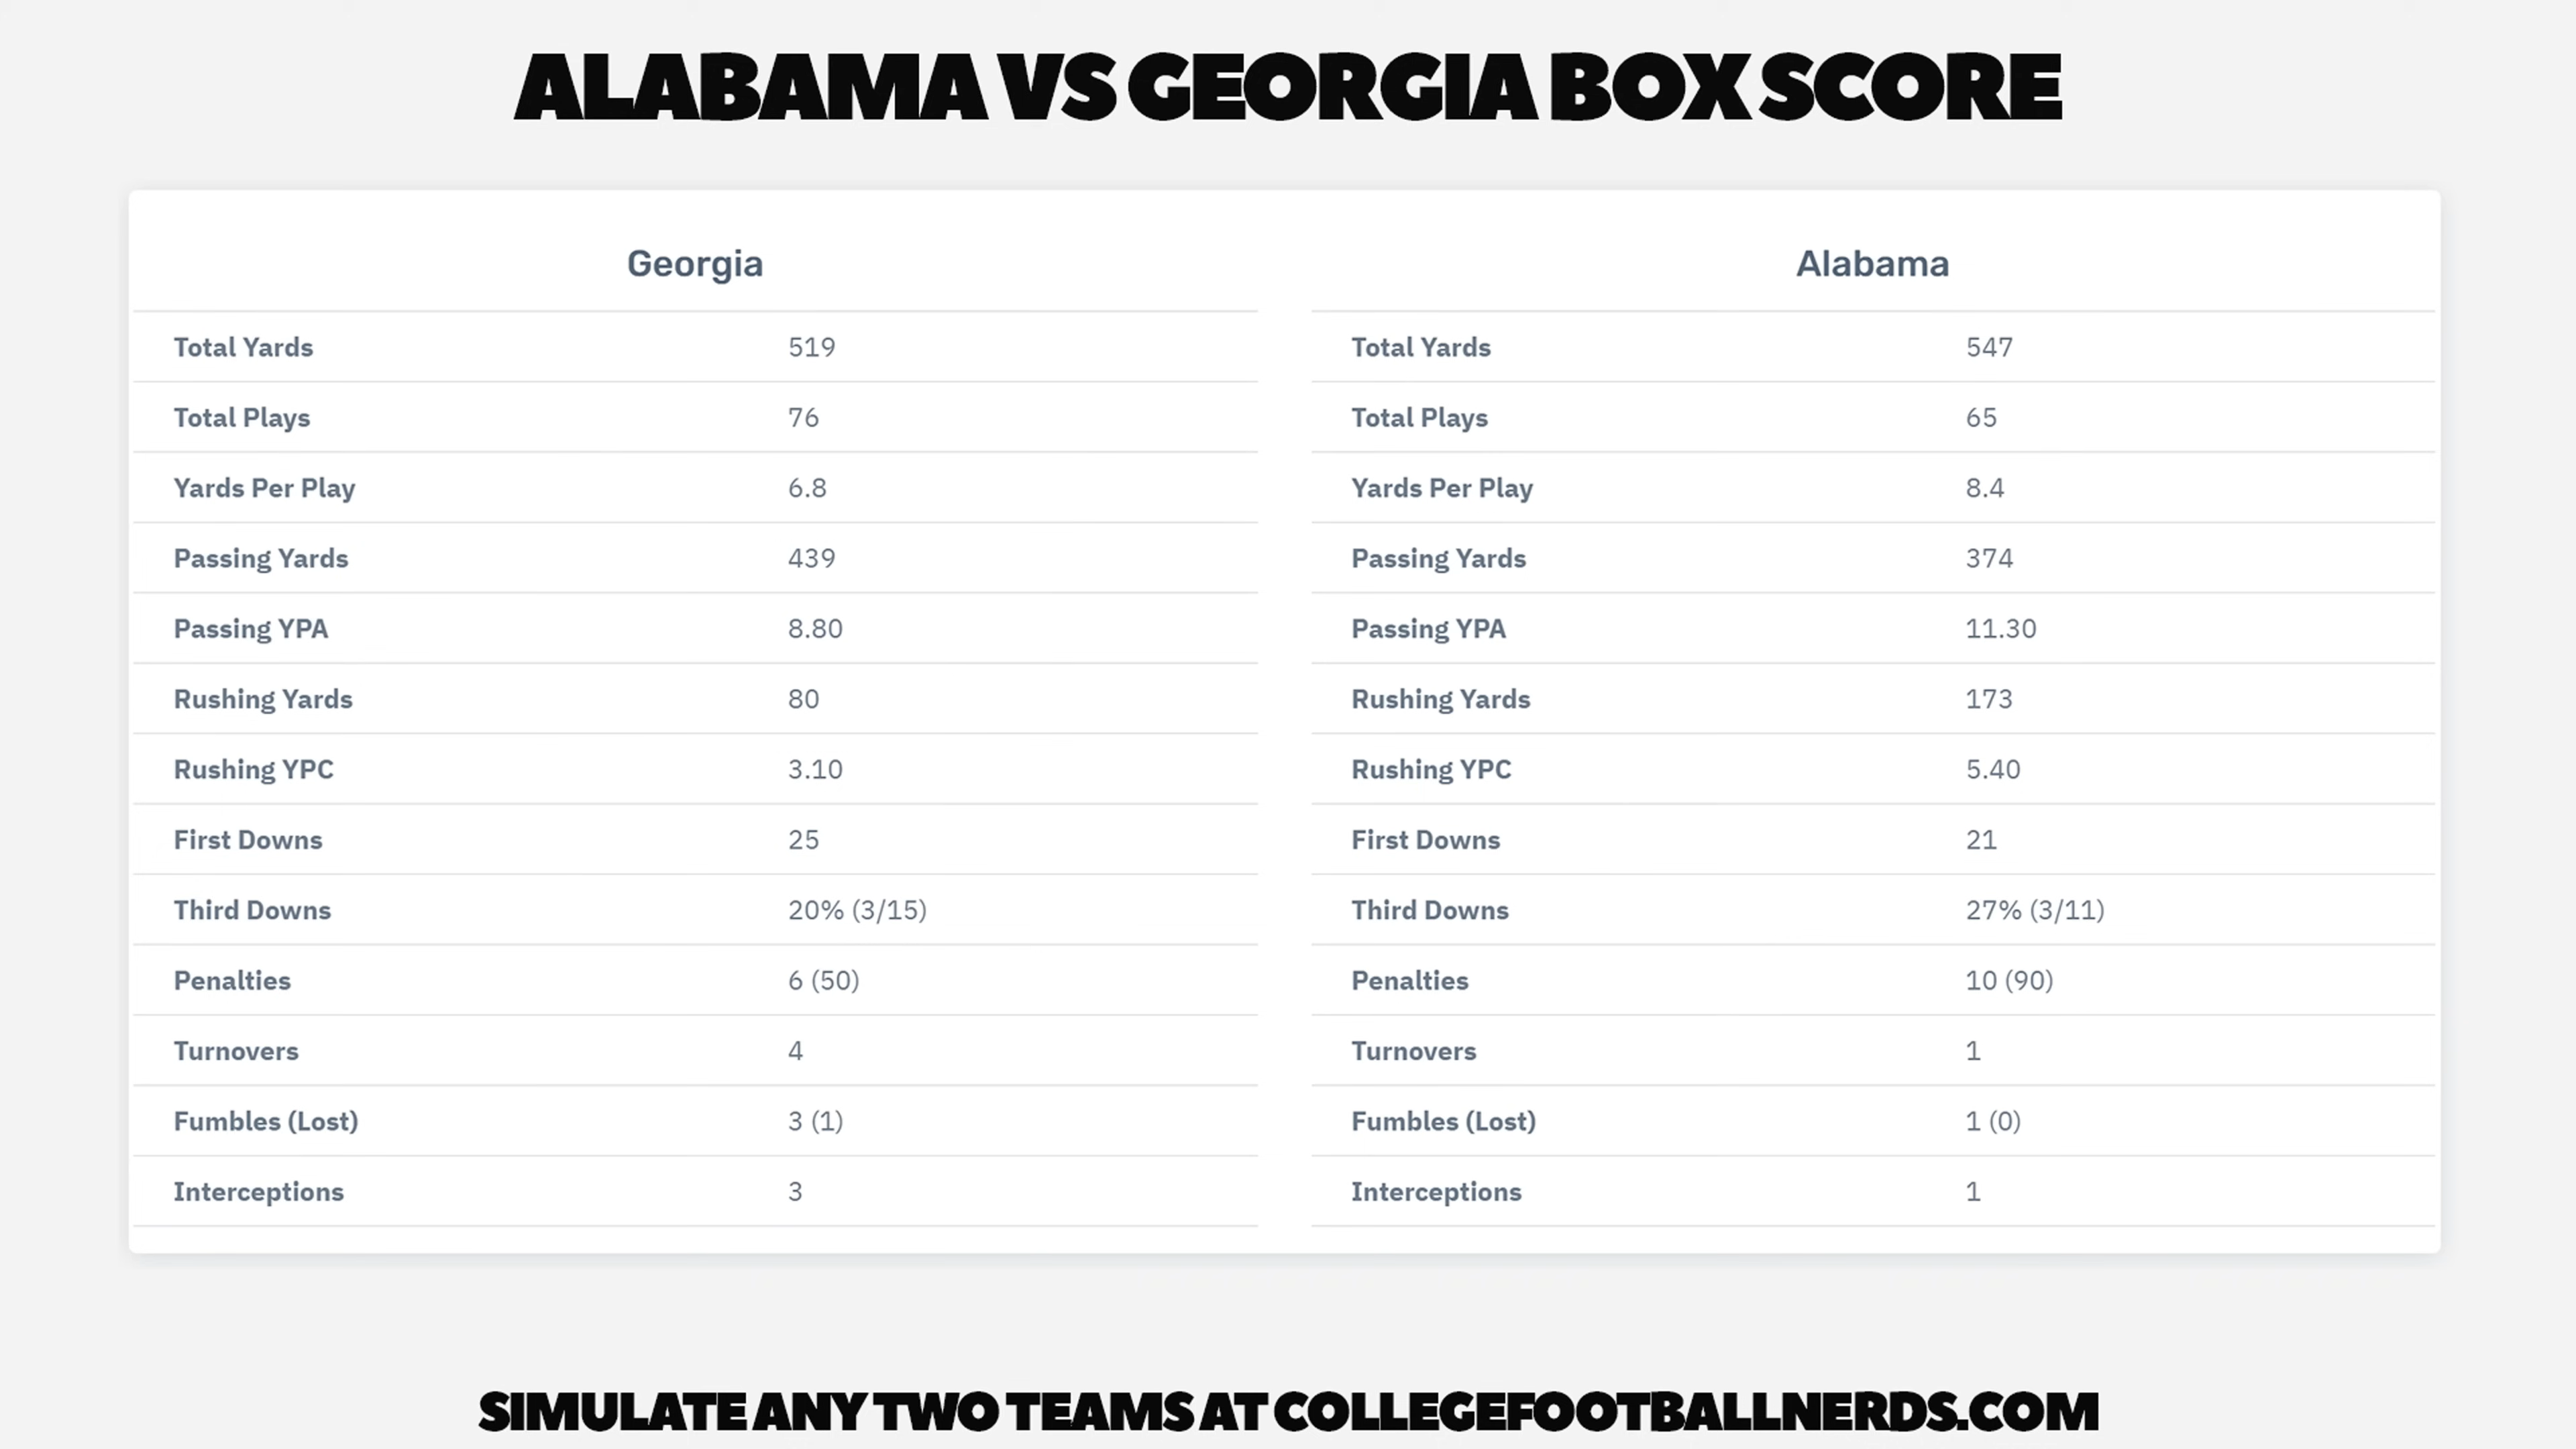 ALABAMA VS GEORGIA BOX SCORE
Georgia
Total Yards 519
Total Plays 76
Yards Per Play 6.8
Passing Yards 439
Passing YPA 8.80
Rushing Yards 80
Rushing YPC 3.10
First Downs 25
Third Downs 20% (3/15)
Penalties 6 (50)
Turnovers 4
Fumbles (Lost) 3 (1)
Interceptions 3
Alabama
Total Yards 547
Total Plays 65
Yards Per Play 8.4
Passing Yards 374
Passing YPA 11.30
Rushing Yards 173
Rushing YPC 5.40
First Downs 21
Third Downs 27% (3/11)
Penalties 10 (90)
Turnovers 1
Fumbles (Lost) 1 (0)
Interceptions 1
SIMULATE ANY TWO TEAMS AT COLLEGEFOOTBALLNERDS.COM